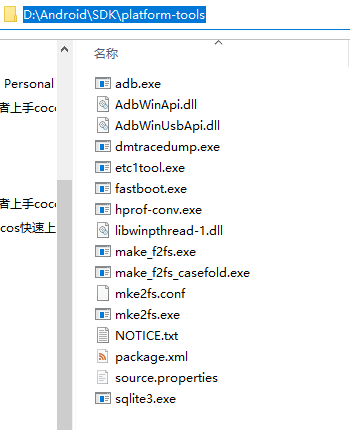 D:\Android\SDK\platform-tools
名称
Personal
者上手coco
者上手coco
cos快速上
adb.exe
AdbWinApi.dll
AdbWinUsbApi.dll
dmtracedump.exe
etc1tool.exe
fastboot.exe
hprof-conv.exe
libwinpthread-1.dll
make_f2fs.exe
make_f2fs_casefold.exe
mke2fs.conf
mke2fs.exe
NOTICE.txt
package.xml
source.properties
sqlite3.exe